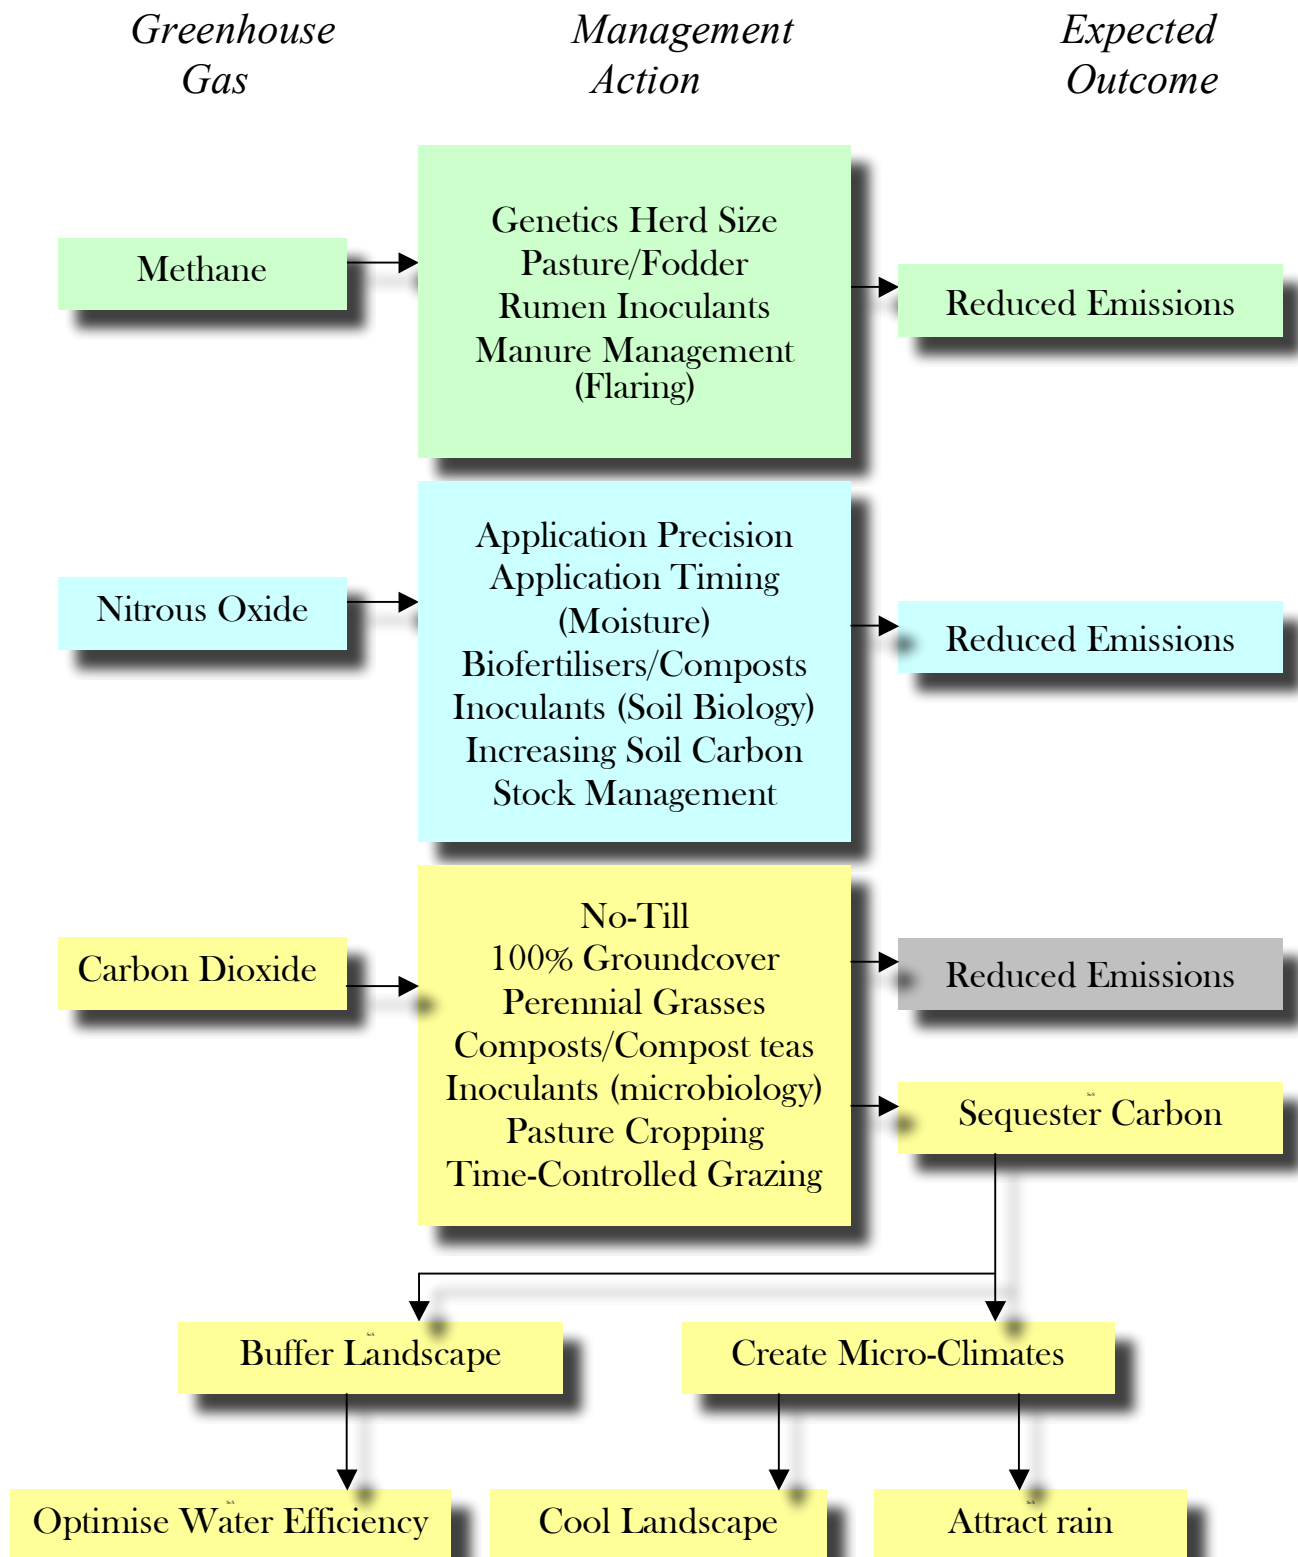 Greenhouse
Gas
Management
Action
Expected
Outcome
Methane
Genetics Herd Size
Pasture/Fodder
Rumen Inoculants
Manure Management
(Flaring)
Reduced Emissions
Nitrous Oxide
Application Precision
Application Timing
(Moisture)
Biofertilisers/Composts
Inoculants (Soil Biology)
Increasing Soil Carbon
Stock Management
Reduced Emissions
Carbon Dioxide
No-Till
100% Groundcover
Perennial Grasses
Composts/Compost teas
Inoculants (microbiology)
Pasture Cropping
Time-Controlled Grazing
Reduced Emissions
Sequester Carbon
Buffer Landscape
Create Micro-Climates
Optimise Water Efficiency
Cool Landscape
Attract rain